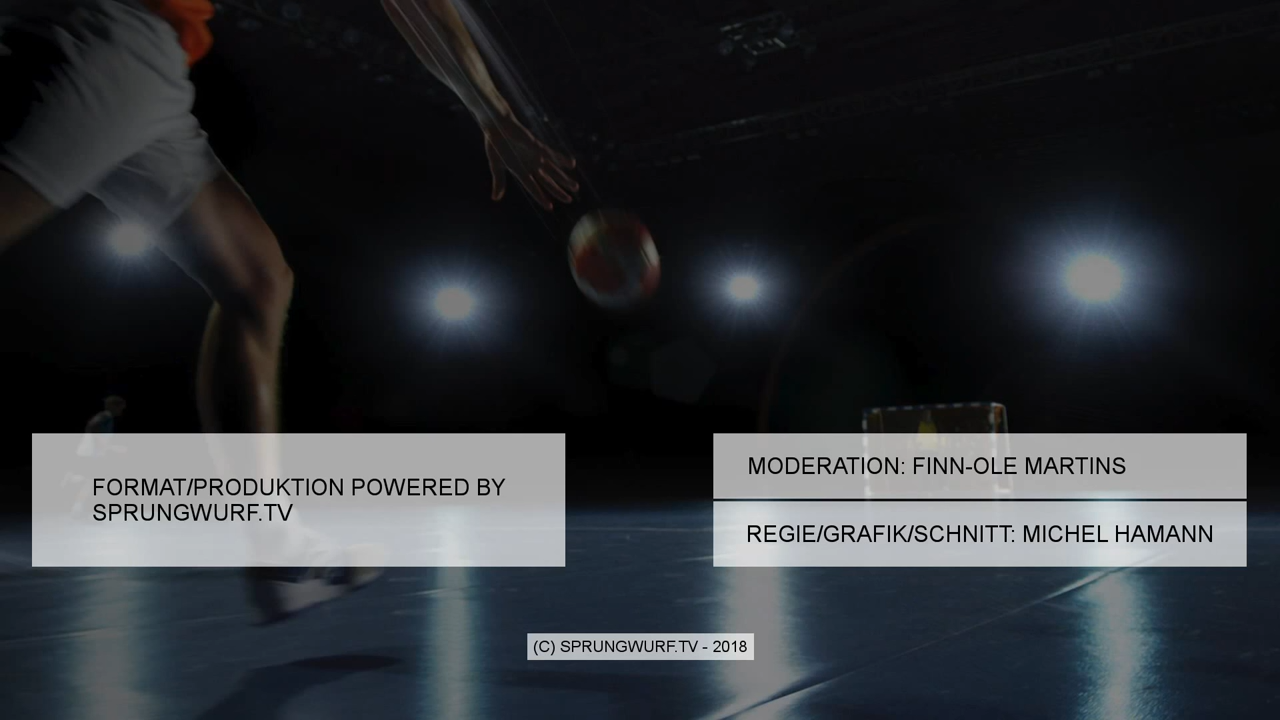 FORMAT/PRODUKTION POWERED BY
SPRUNGWURF.TV
MODERATION: FINN-OLE MARTINS
REGIE/GRAFIK/SCHNITT: MICHEL HAMANN
(C) SPRUNGWURF.TV - 2018